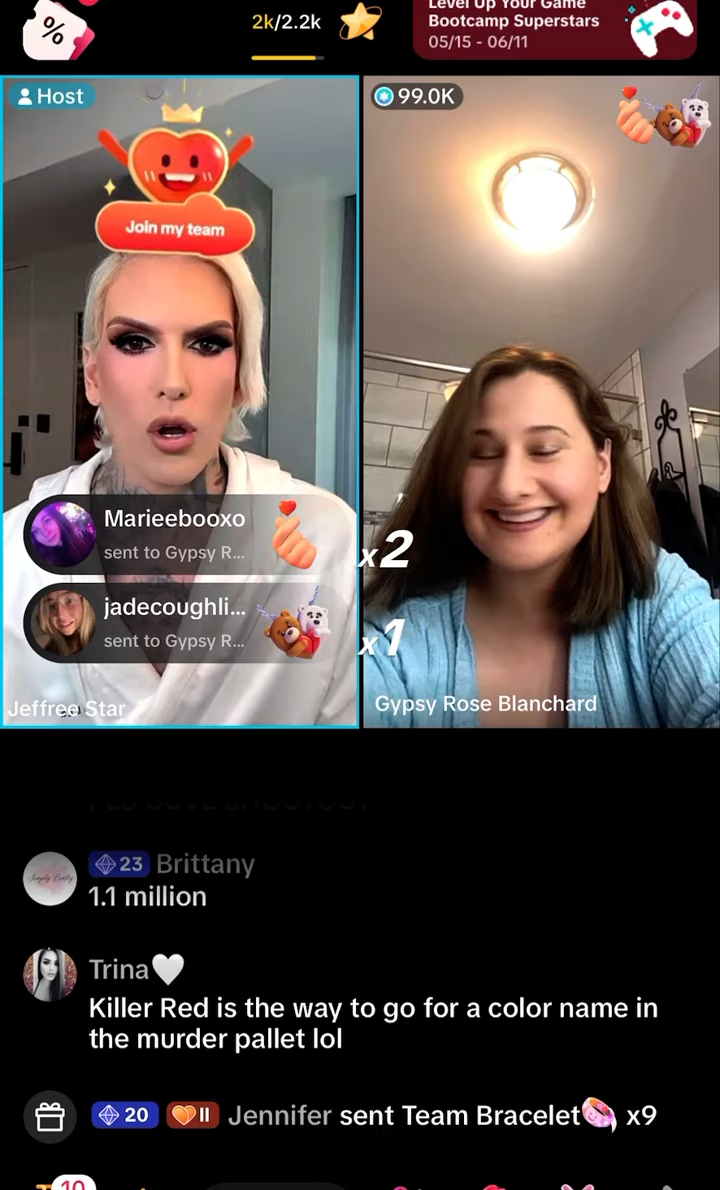 %
2k/2.2k
Level Up Your Game
Bootcamp Superstars
05/15 - 06/11
Host
99.0K
Join my team
Marieebooxo
sent to Gypsy R...
x2
jadecoughli...
sent to Gypsy R...
x1
Jeffree Star
Gypsy Rose Blanchard
23 Brittany
1.1 million
Trina🤍
Killer Red is the way to go for a color name in
the murder pallet lol
20 II Jennifer sent Team Bracelet x9
10